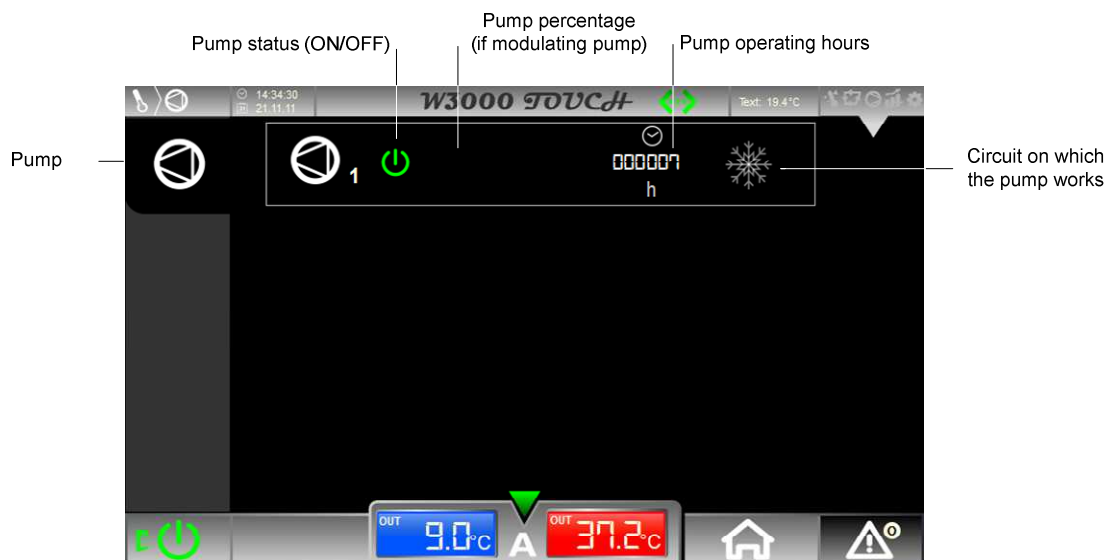 Pump percentage
(if modulating pump)
Pump status (ON/OFF)
Pump operating hours
14:34:30
21.11.11
W3000 TOUCH
Text: 19.4°C
Pump
1
000007
h
Circuit on which
the pump works
OUT 9.0°C
A
OUT 37.2°C
0